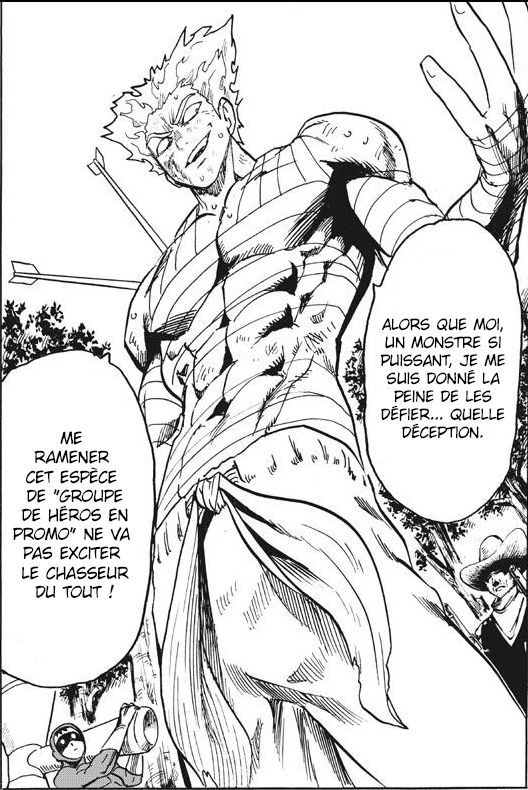 ALORS QUE MOI,
UN MONSTRE SI
PUISSANT, JE ME
SUIS DONNÉ LA
PEINE DE LES
DÉFIER... QUELLE
DÉCEPTION.
ME
RAMENER
CET ESPÈCE
DE "GROUPE
DE HÉROS EN
PROMO" NE VA
PAS EXCITER
LE CHASSEUR
DU TOUT !